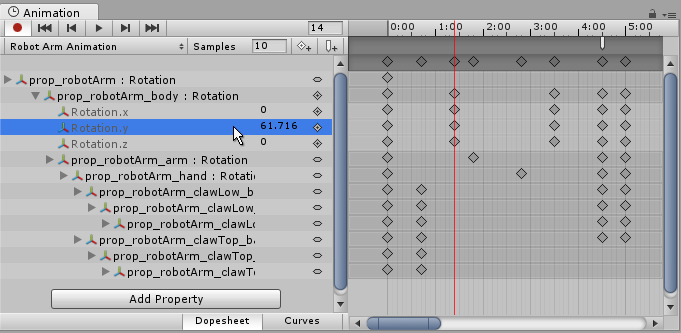 Animation
14
0:00 1:00 2:00 3:00 4:00 5:00
Robot Arm Animation Samples 10
prop_robotArm : Rotation
prop_robotArm_body : Rotation
Rotation.x 0
Rotation.y 61.716
Rotation.z 0
prop_robotArm_arm : Rotation
prop_robotArm_hand : Rotatio
prop_robotArm_clawLow_b
prop_robotArm_clawLow_
prop_robotArm_clawLo
prop_robotArm_clawTop_ba
prop_robotArm_clawTop_
prop_robotArm_clawTo
Add Property
Dopesheet Curves